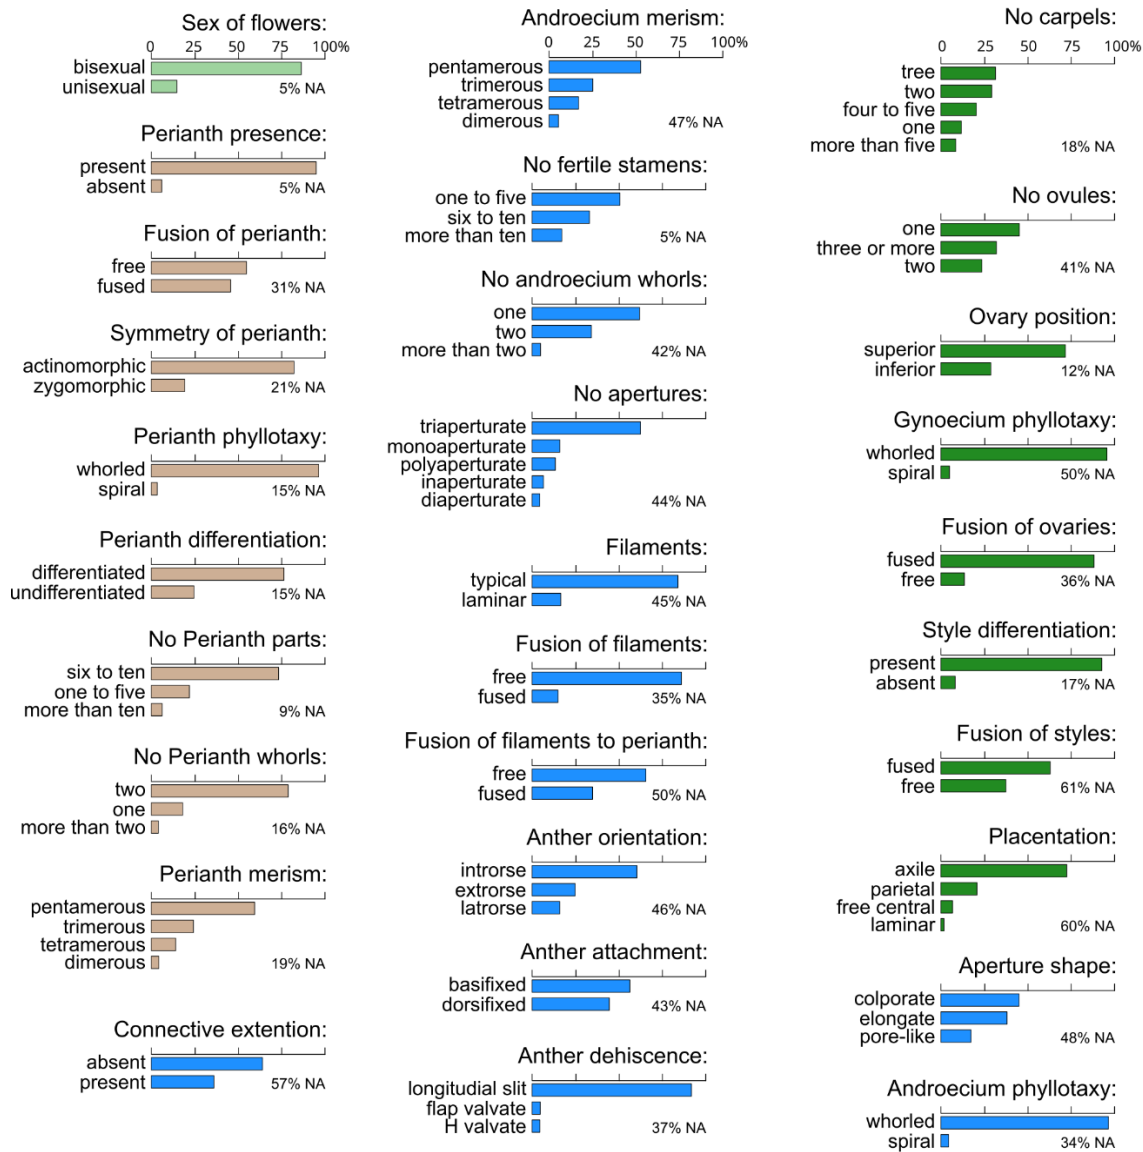 Sex of flowers:
0 25 50 100%
bisexual
unisexual 5% NA
Perianth presence:
present
absent 5% NA
Fusion of perianth:
free
fused 31% NA
Symmetry of perianth:
actinomorphic
zygomorphic 21% NA
Perianth phyllotaxy:
whorled
spiral 15% NA
Perianth differentiation:
differentiated
undifferentiated 15% NA
No Perianth parts:
six to ten
one to five
more than ten 9% NA
No Perianth whorls:
two
one
more than two 16% NA
Perianth merism:
pentamerous
trimerous
tetramerous
dimerous 19% NA
Connective extention:
absent
present 57% NA
Androecium merism:
0 25 50 75 100%
pentamerous
trimerous
tetramerous
dimerous 47% NA
No fertile stamens:
one to five
six to ten
more than ten 5% NA
No androecium whorls:
one
two
more than two 42% NA
No apertures:
triaperturate
monoaperturate
polyaperturate
inaperturate
diaperturate 44% NA
Filaments:
typical
laminar 45% NA
Fusion of filaments:
free
fused 35% NA
Fusion of filaments to perianth:
free
fused 50% NA
Anther orientation:
introrse
extrorse
latrorse 46% NA
Anther attachment:
basifixed
dorsifixed 43% NA
Anther dehiscence:
longitudial slit
flap valvate
H valvate 37% NA
No carpels:
0 25 50 75 100%
tree
two
four to five
one
more than five 18% NA
No ovules:
one
three or more
two 41% NA
Ovary position:
superior
inferior 12% NA
Gynoecium phyllotaxy:
whorled
spiral 50% NA
Fusion of ovaries:
fused
free 36% NA
Style differentiation:
present
absent 17% NA
Fusion of styles:
fused
free 61% NA
Placentation:
axile
parietal
free central
laminar 60% NA
Aperture shape:
colporate
elongate
pore-like 48% NA
Androecium phyllotaxy:
whorled
spiral 34% NA